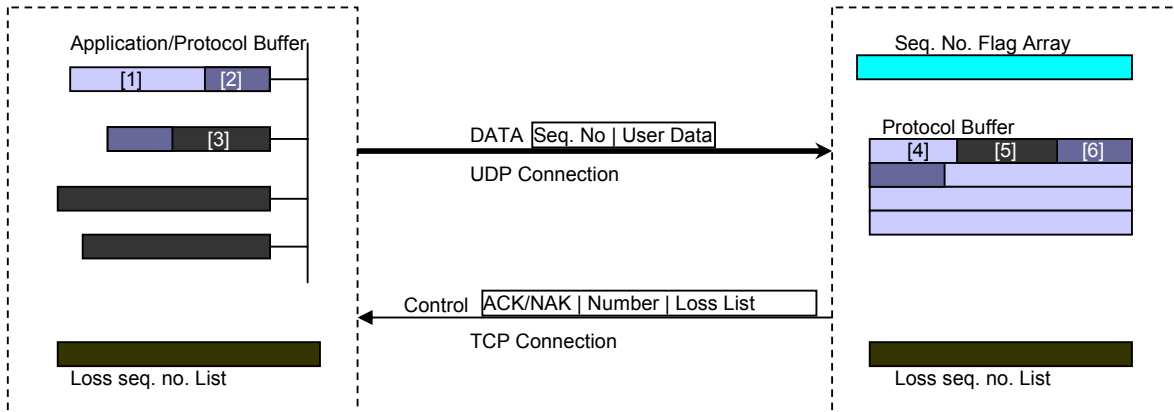 Application/Protocol Buffer
[1] [2]
[3]
Loss seq. no. List
DATA Seq. No | User Data
UDP Connection
Control ACK/NAK | Number | Loss List
TCP Connection
Seq. No. Flag Array
Protocol Buffer
[4] [5] [6]
Loss seq. no. List